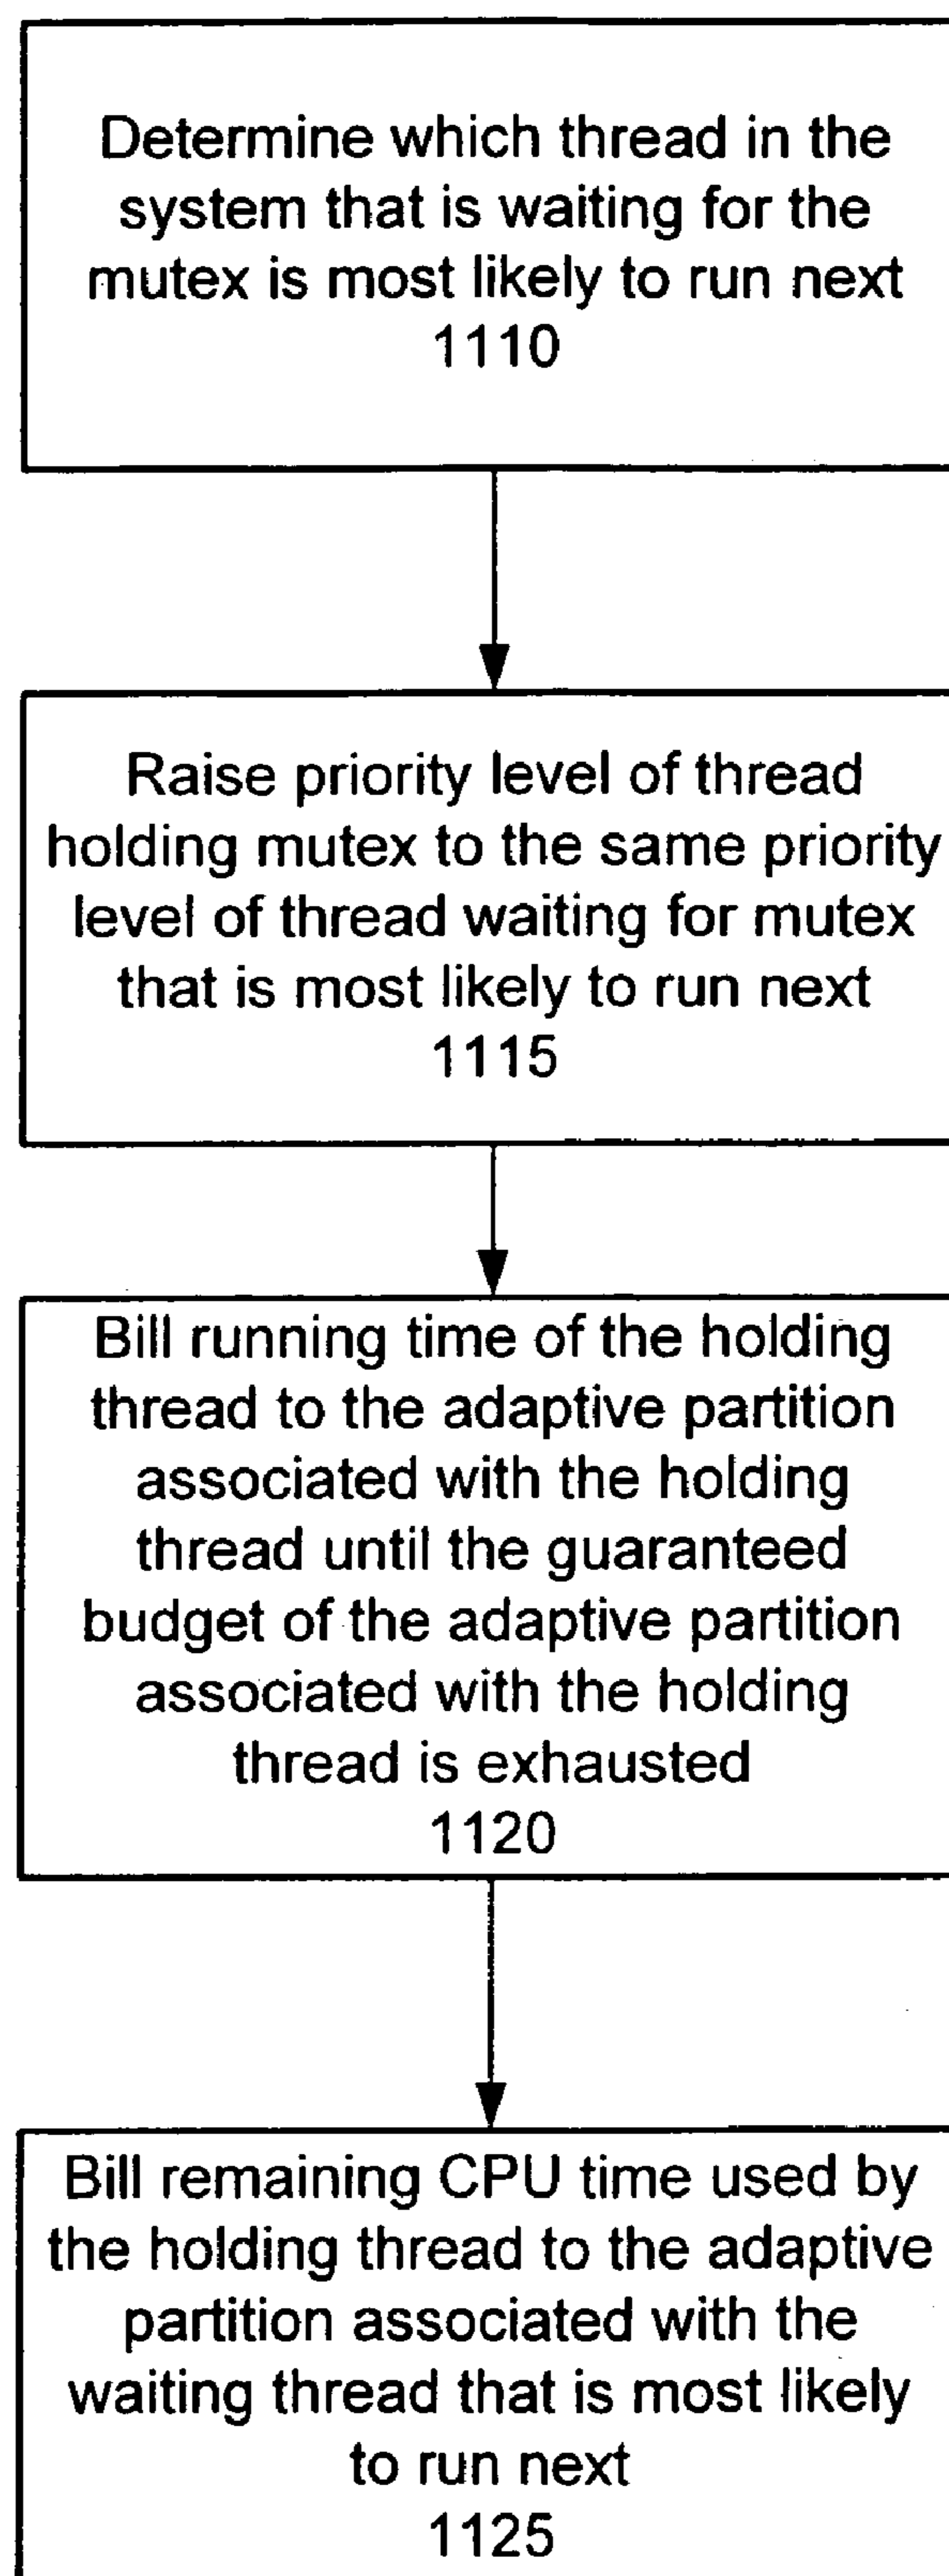 Determine which thread in the
system that is waiting for the
mutex is most likely to run next
1110
Raise priority level of thread
holding mutex to the same priority
level of thread waiting for mutex
that is most likely to run next
1115
Bill running time of the holding
thread to the adaptive partition
associated with the holding
thread until the guaranteed
budget of the adaptive partition
associated with the holding
thread is exhausted
1120
Bill remaining CPU time used by
the holding thread to the adaptive
partition associated with the
waiting thread that is most likely
to run next
1125